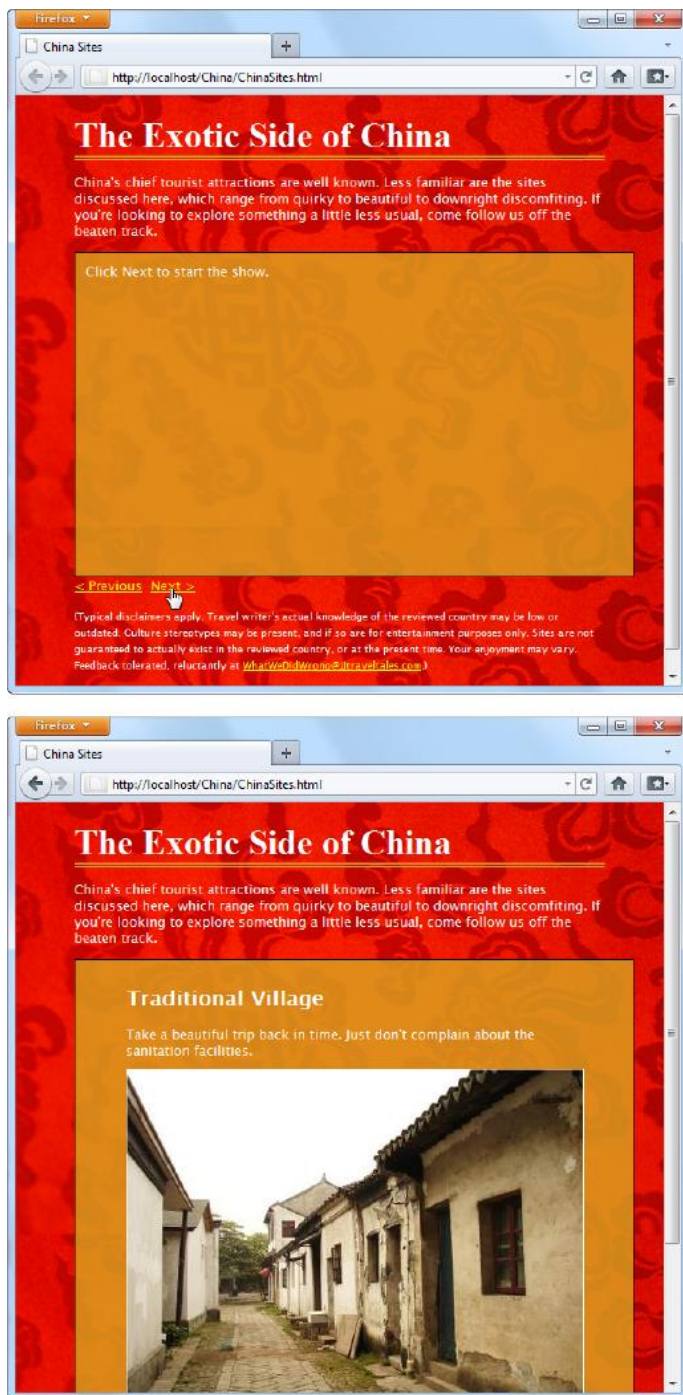 Firefox
China Sites
http://localhost/China/ChinaSites.html
The Exotic Side of China
China's chief tourist attractions are well known. Less familiar are the sites
discussed here, which range from quirky to beautiful to downright discomfiting. If
you're looking to explore something a little less usual, come follow us off the
beaten track.
Click Next to start the show.
< Previous Next >
(Typical disclaimers apply. Travel writer's actual knowledge of the reviewed country may be low or
outdated. Culture stereotypes may be present, and if so are for entertainment purposes only. Sites are not
guaranteed to actually exist in the reviewed country, or at the present time. Your enjoyment may vary.
Feedback tolerated, reluctantly at WhatWeDidWrong@JJtraveltales.com.)
Firefox
China Sites
http://localhost/China/ChinaSites.html
The Exotic Side of China
China's chief tourist attractions are well known. Less familiar are the sites
discussed here, which range from quirky to beautiful to downright discomfiting. If
you're looking to explore something a little less usual, come follow us off the
beaten track.
Traditional Village
Take a beautiful trip back in time. Just don't complain about the
sanitation facilities.